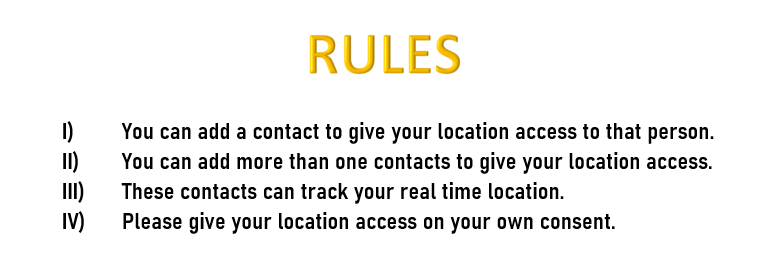 RULES
I) You can add a contact to give your location access to that person.
II) You can add more than one contacts to give your location access.
III) These contacts can track your real time location.
IV) Please give your location access on your own consent.